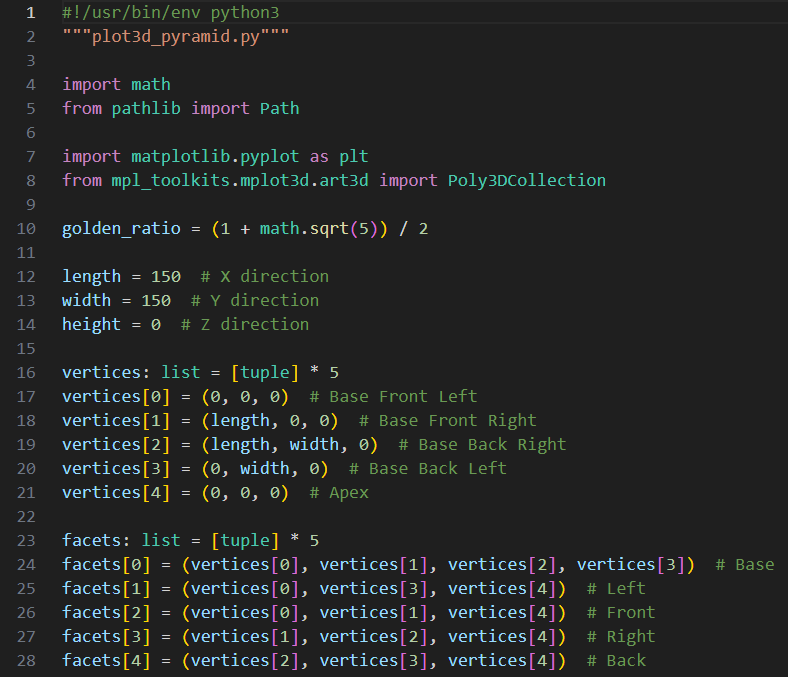 1 #!/usr/bin/env python3
2 """plot3d_pyramid.py"""
3
4 import math
5 from pathlib import Path
6
7 import matplotlib.pyplot as plt
8 from mpl_toolkits.mplot3d.art3d import Poly3DCollection
9
10 golden_ratio = (1 + math.sqrt(5)) / 2
11
12 length = 150  # X direction
13 width = 150  # Y direction
14 height = 0  # Z direction
15
16 vertices: list = [tuple] * 5
17 vertices[0] = (0, 0, 0)  # Base Front Left
18 vertices[1] = (length, 0, 0)  # Base Front Right
19 vertices[2] = (length, width, 0)  # Base Back Right
20 vertices[3] = (0, width, 0)  # Base Back Left
21 vertices[4] = (0, 0, 0)  # Apex
22
23 facets: list = [tuple] * 5
24 facets[0] = (vertices[0], vertices[1], vertices[2], vertices[3])  # Base
25 facets[1] = (vertices[0], vertices[3], vertices[4])  # Left
26 facets[2] = (vertices[0], vertices[1], vertices[4])  # Front
27 facets[3] = (vertices[1], vertices[2], vertices[4])  # Right
28 facets[4] = (vertices[2], vertices[3], vertices[4])  # Back